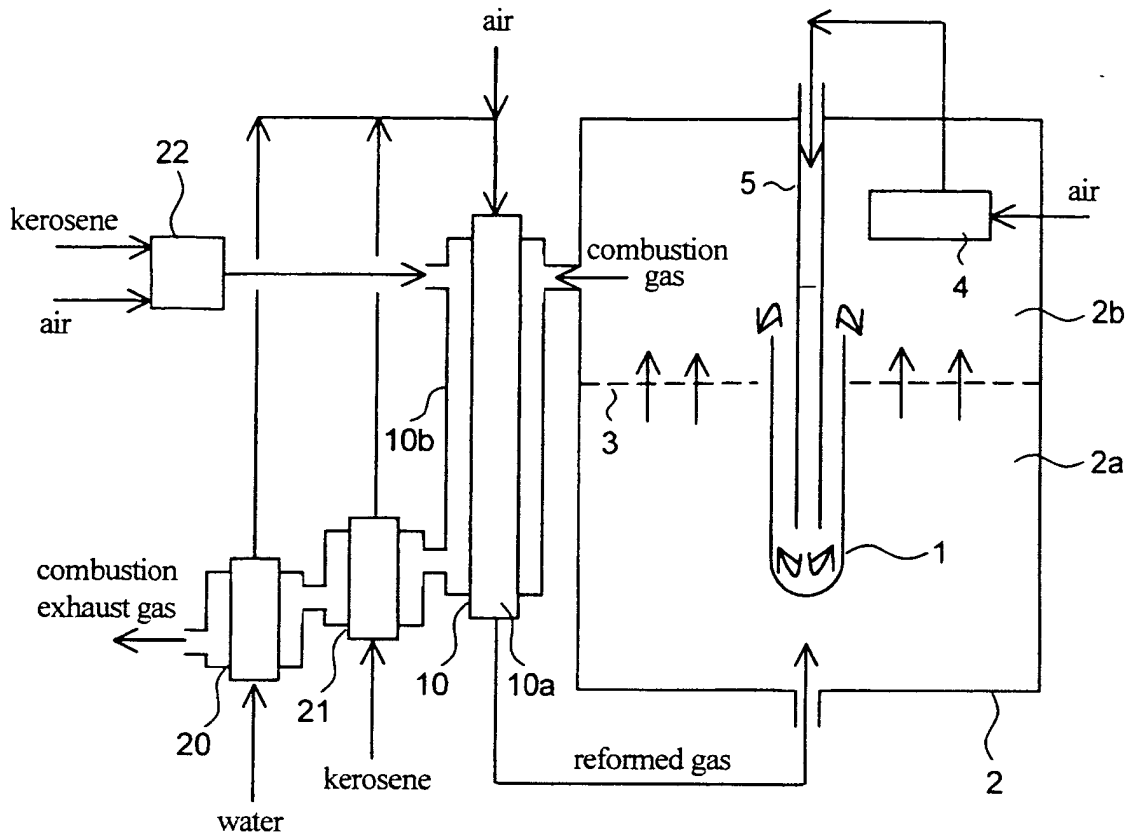 air
22
kerosene
air
5
air
combustion
gas
4
2b
10b
3
2a
1
combustion
exhaust gas
20
21
10
10a
kerosene
reformed gas
2
water